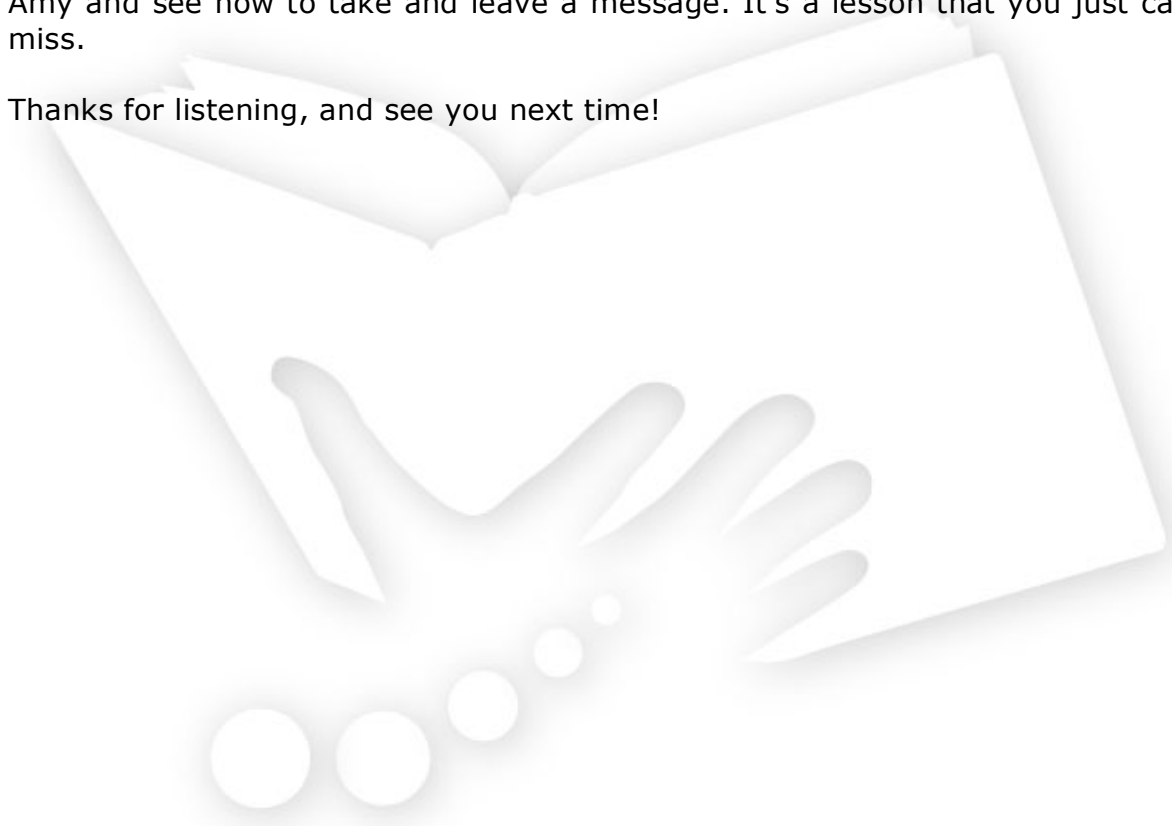 Amy and see how to take and leave a message. It's a lesson that you just ca
miss.
Thanks for listening, and see you next time!